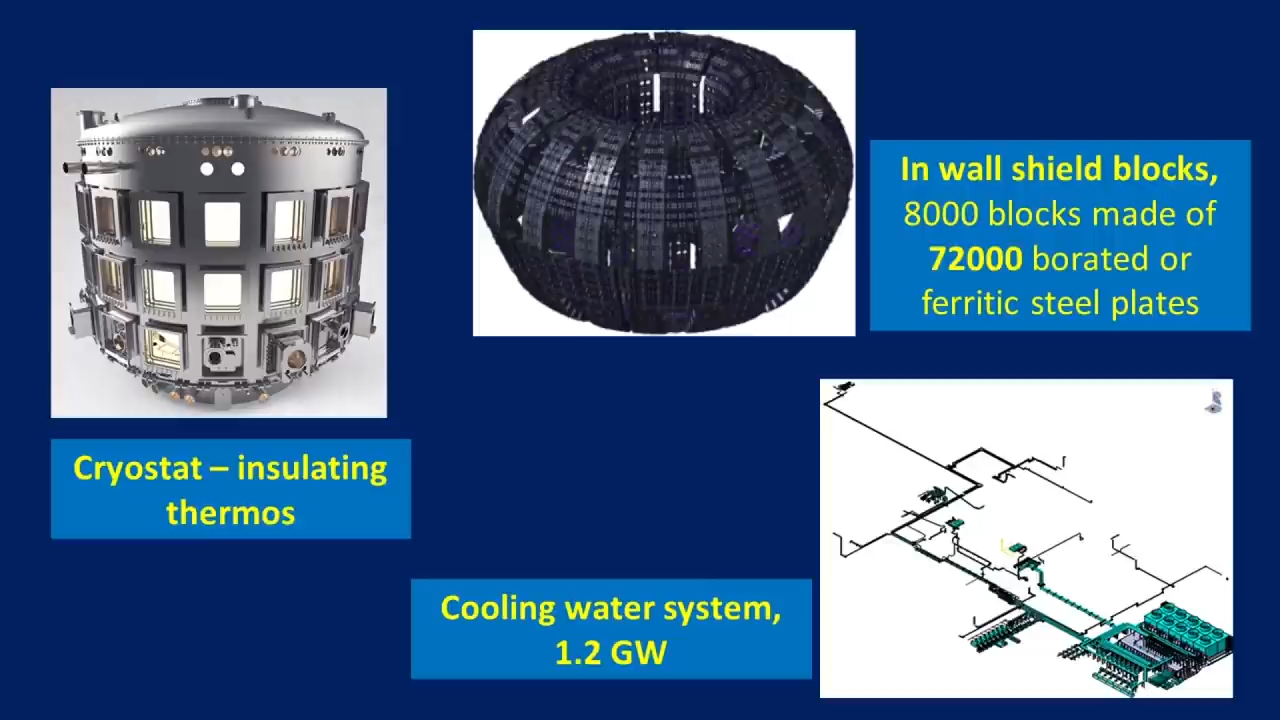 In wall shield blocks,
8000 blocks made of
72000 borated or
ferritic steel plates
Cryostat – insulating
thermos
Cooling water system,
1.2 GW